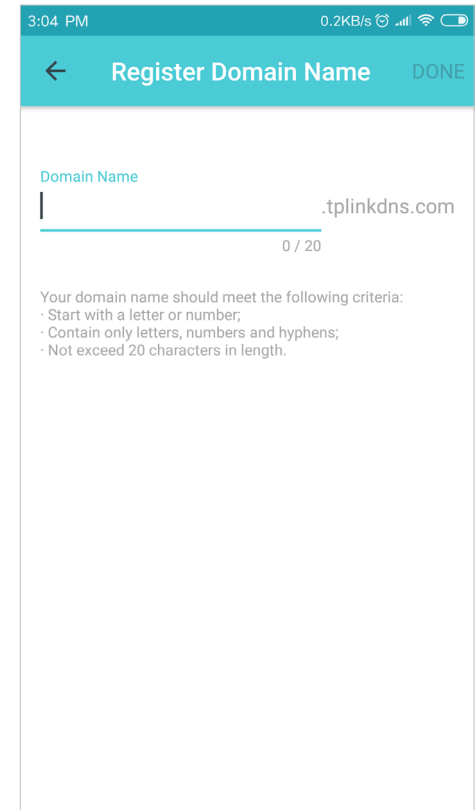 3:04 PM 0.2KB/s
Register Domain Name DONE
Domain Name
.tplinkdns.com
0 / 20
Your domain name should meet the following criteria:
· Start with a letter or number;
· Contain only letters, numbers and hyphens;
· Not exceed 20 characters in length.